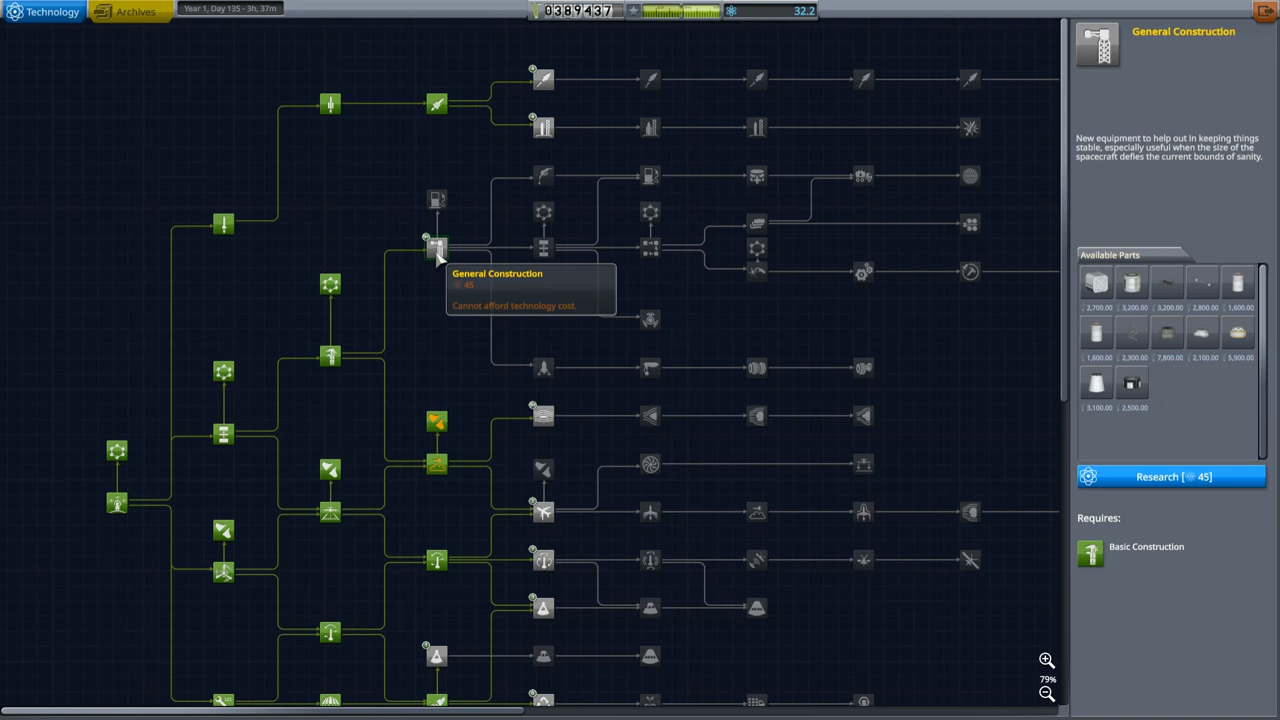 Technology
Archives
Year 1, Day 135 - 3h, 37m
0389437
32.2
General Construction
New equipment to help out in keeping things
stable, especially useful when the size of the
spacecraft defies the current bounds of sanity.
General Construction
45
Cannot afford technology cost.
Available Parts
2,700.00 3,200.00 3,200.00 2,800.00 1,600.00
1,600.00 2,300.00 7,800.00 2,100.00 5,900.00
3,100.00 2,500.00
Research [ 45]
Requires:
Basic Construction
79%